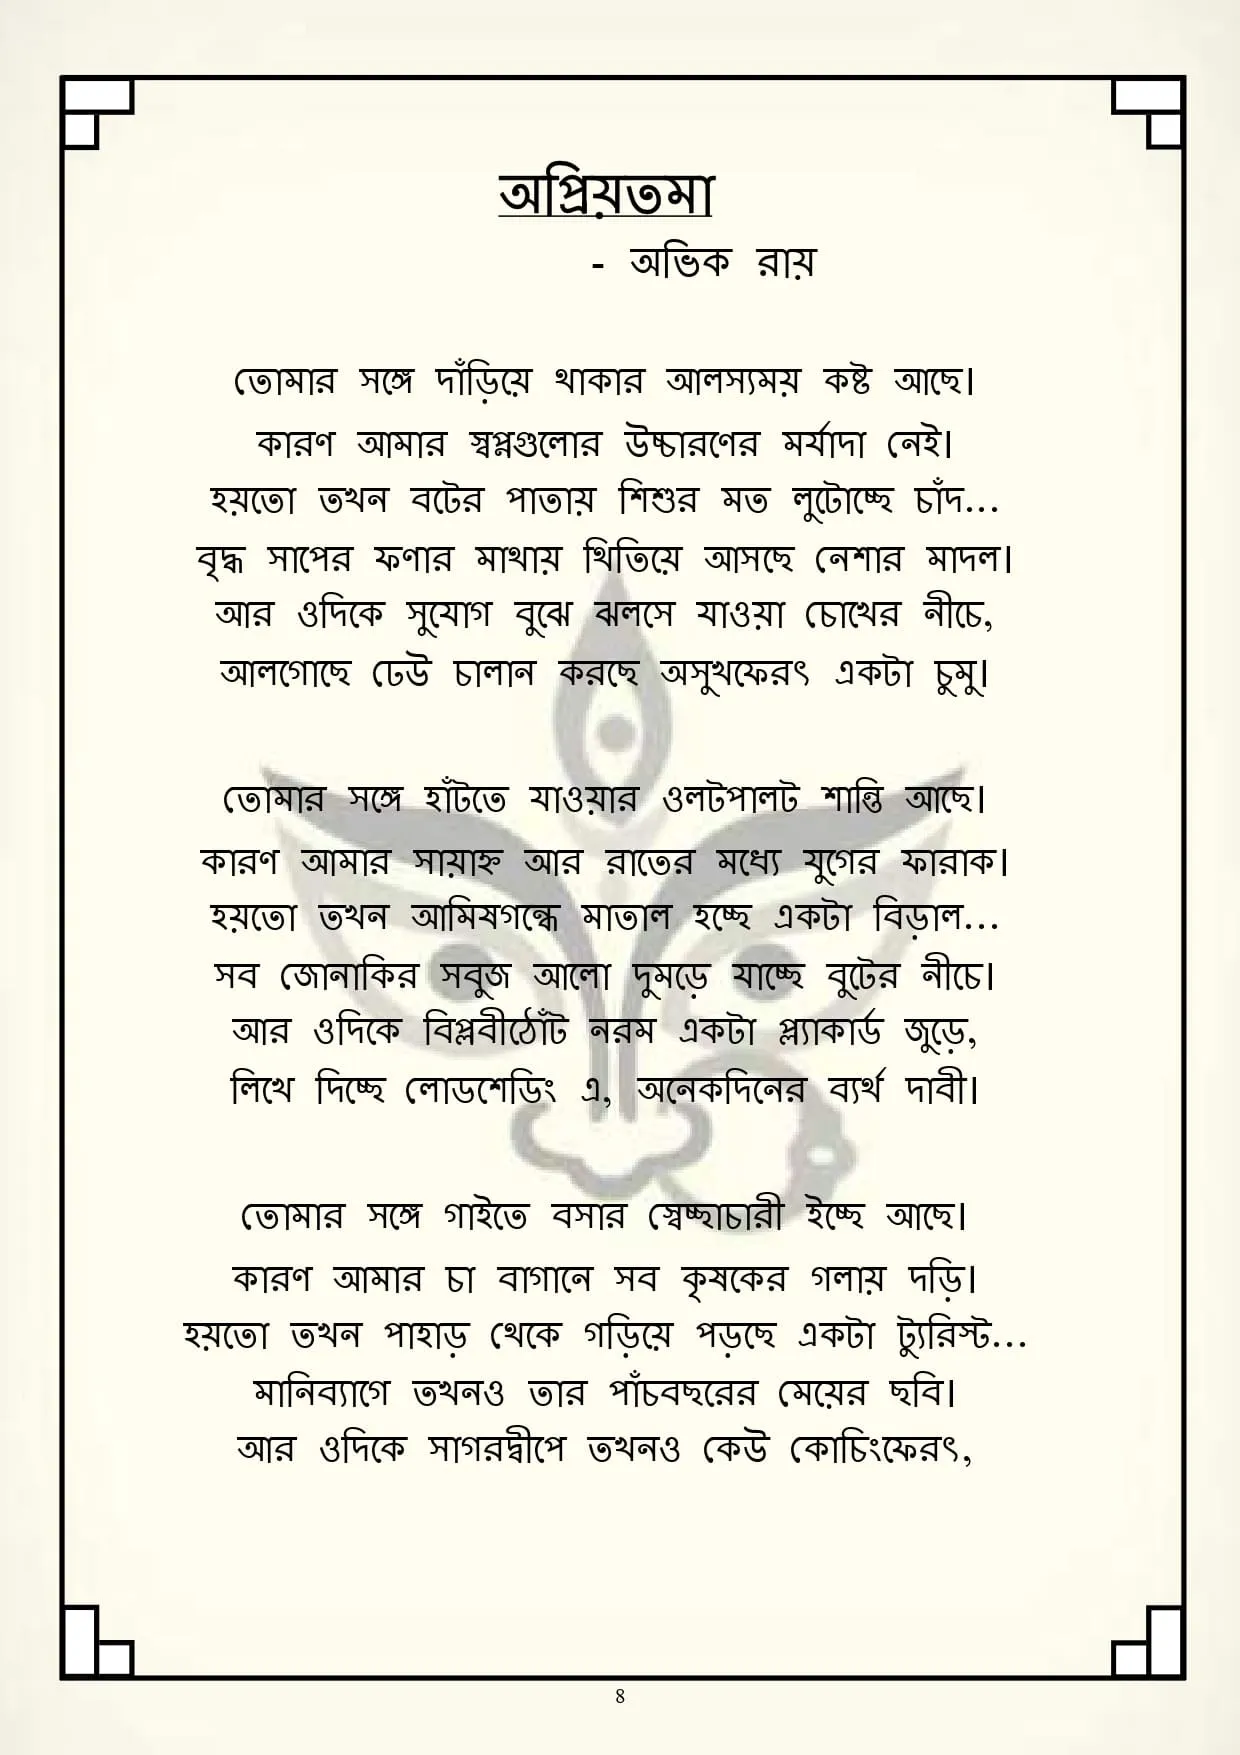 অপ্রিয়তমা
- অভিক রায়
তোমার সঙ্গে দাঁড়িয়ে থাকার আলস্যময় কষ্ট আছে।
কারণ আমার স্বপ্নগুলোর উচ্চারণের মর্যাদা নেই।
হয়তো তখন বটের পাতায় শিশুর মত লুটোচ্ছে চাঁদ...
বৃদ্ধ সাপের ফণার মাথায় থিতিয়ে আসছে নেশার মাদল।
আর ওদিকে সুযোগ বুঝে ঝলসে যাওয়া চোখের নীচে,
আলগোছে ঢেউ চালান করছে অসুখফেরৎ একটা চুমু।
তোমার সঙ্গে হাঁটতে যাওয়ার ওলটপালট শান্তি আছে।
কারণ আমার সায়াহ্ন আর রাতের মধ্যে যুগের ফারাক।
হয়তো তখন আমিষগন্ধে মাতাল হচ্ছে একটা বিড়াল...
সব জোনাকির সবুজ আলো দুমড়ে যাচ্ছে বুটের নীচে।
আর ওদিকে বিপ্লবীঠোঁট নরম একটা প্ল্যাকার্ড জুড়ে,
লিখে দিচ্ছে লোডশেডিং এ, অনেকদিনের ব্যর্থ দাবী।
তোমার সঙ্গে গাইতে বসার স্বেচ্ছাচারী ইচ্ছে আছে।
কারণ আমার চা বাগানে সব কৃষকের গলায় দড়ি।
হয়তো তখন পাহাড় থেকে গড়িয়ে পড়ছে একটা ট্যুরিস্ট...
মানিব্যাগে তখনও তার পাঁচবছরের মেয়ের ছবি।
আর ওদিকে সাগরদ্বীপে তখনও কেউ কোচিংফেরৎ,
8